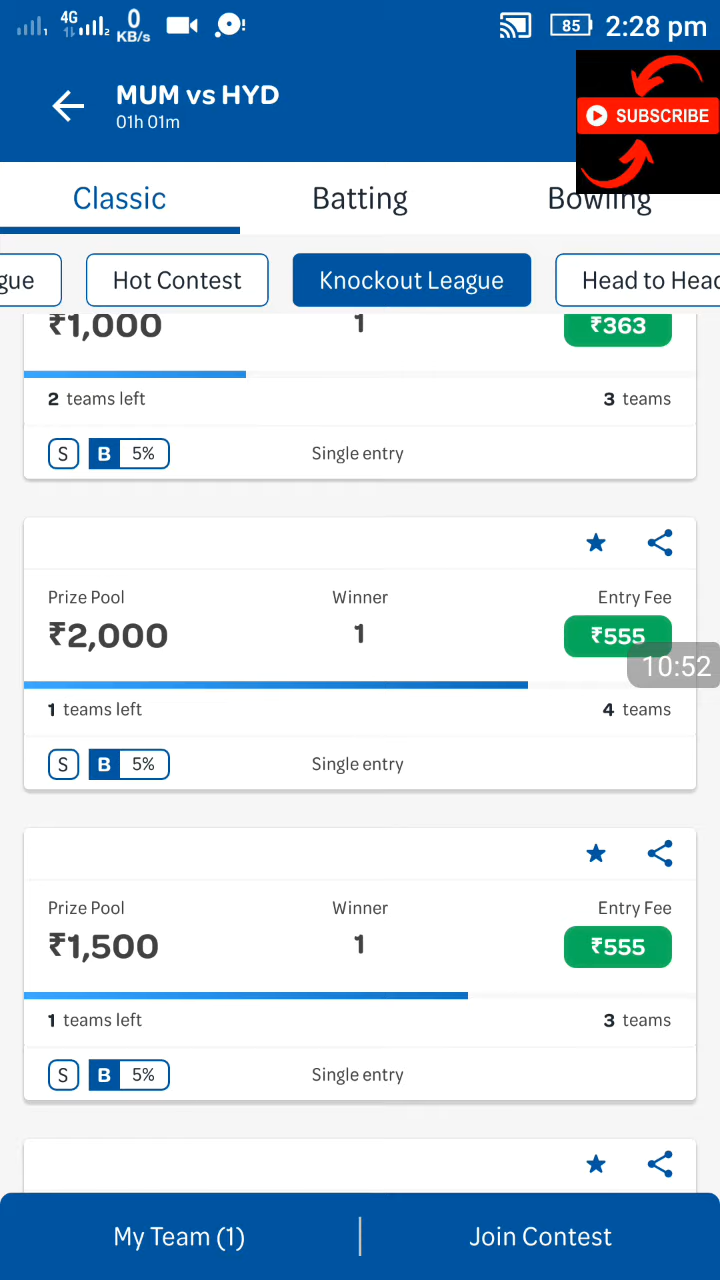 4G 2 0 KB/s 85 2:28 pm
MUM vs HYD
01h 01m
SUBSCRIBE
Classic Batting Bowling
gue Hot Contest Knockout League Head to Head
₹1,000 1 ₹363
2 teams left 3 teams
S B 5% Single entry
Prize Pool Winner Entry Fee
₹2,000 1 ₹555
10:52
1 teams left 4 teams
S B 5% Single entry
Prize Pool Winner Entry Fee
₹1,500 1 ₹555
1 teams left 3 teams
S B 5% Single entry
My Team (1) Join Contest